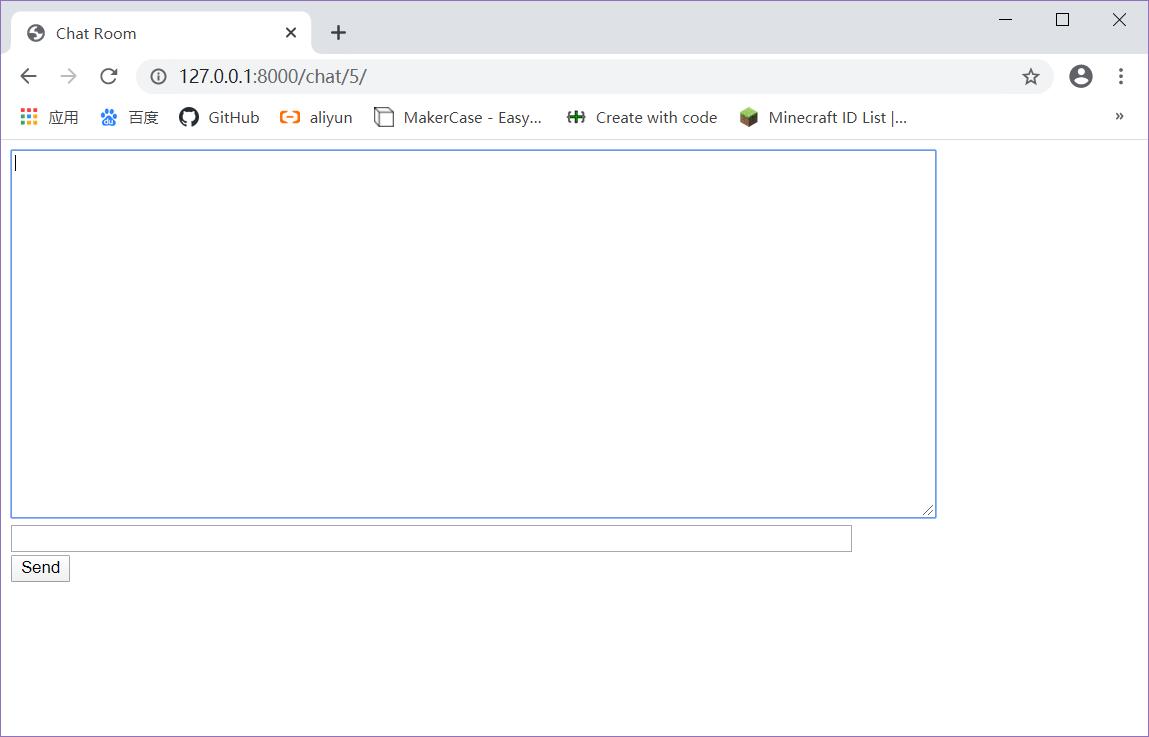 Chat Room
127.0.0.1:8000/chat/5/
应用 百度 GitHub aliyun MakerCase - Easy... Create with code Minecraft ID List |... »
Send